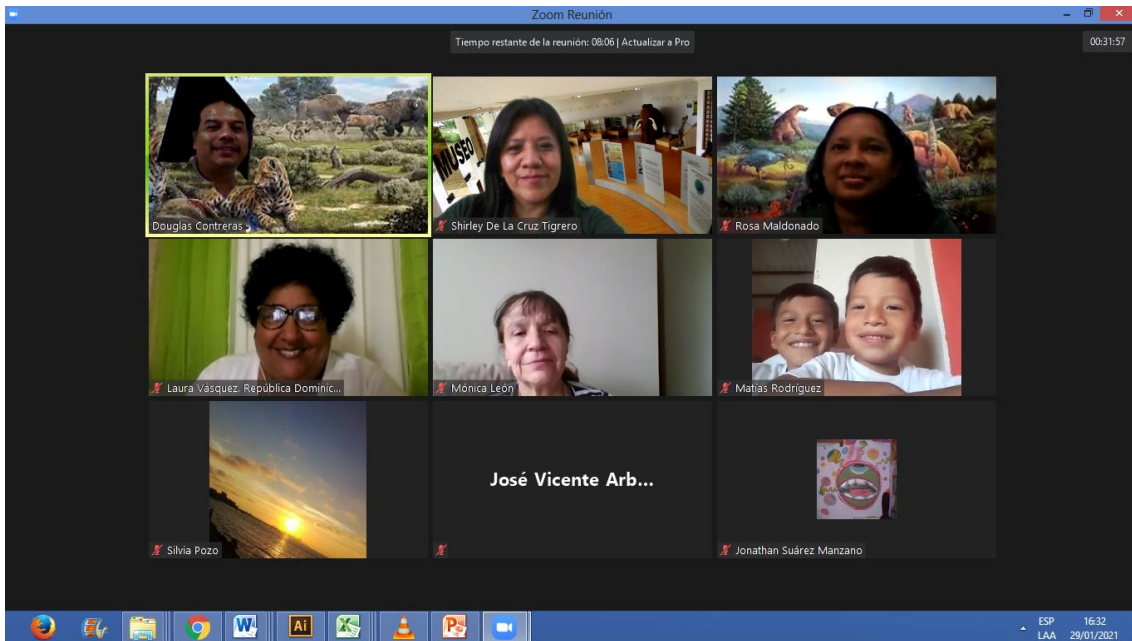 Zoom Reunión
Tiempo restante de la reunión: 08:06 | Actualizar a Pro
00:31:57
MUSEO
Douglas Contreras
Shirley De La Cruz Tigrero
Rosa Maldonado
Laura Vásquez. República Dominic...
Mónica León
Matías Rodríguez
José Vicente Arb...
Silvia Pozo
Jonathan Suárez Manzano
Ai
ESP
16:32
LAA
29/01/2021